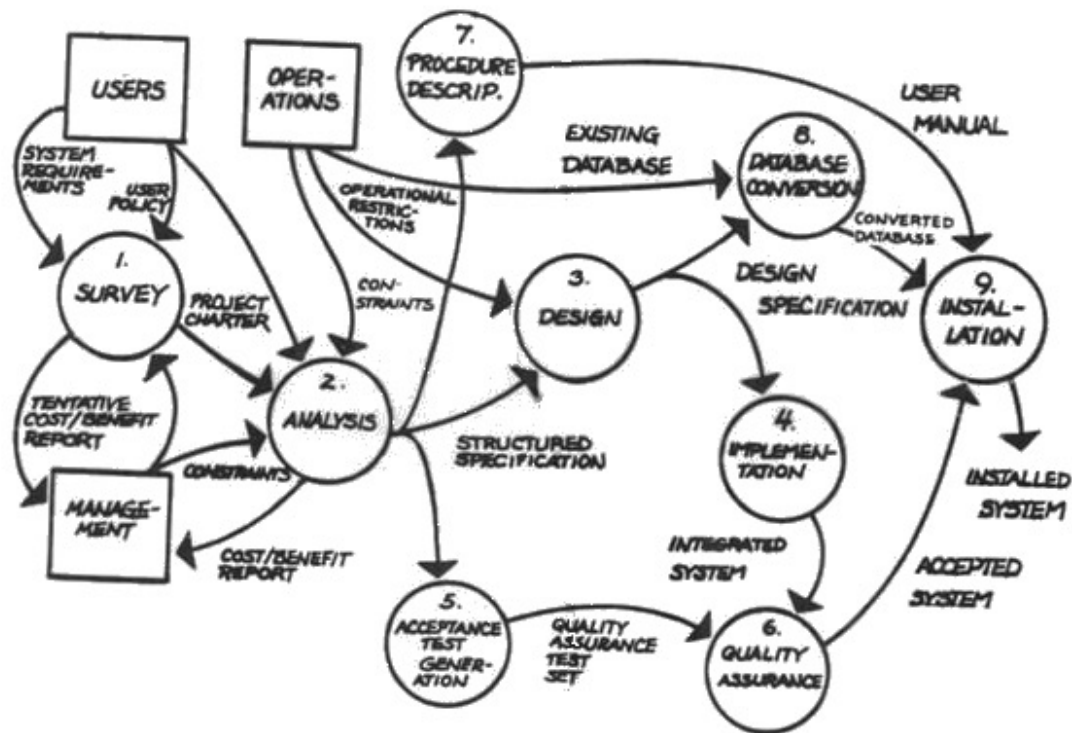 USERS
OPER-
ATIONS
7.
PROCEDURE
DESCRIP.
USER
MANUAL
SYSTEM
REQUIRE-
MENTS
USER
POLICY
EXISTING
DATABASE
8.
DATABASE
CONVERSION
OPERATIONAL
RESTRIC-
TIONS
CONVERTED
DATABASE
1.
SURVEY
PROJECT
CHARTER
CON-
STRAINTS
3.
DESIGN
DESIGN
SPECIFICATION
9.
INSTAL-
LATION
TENTATIVE
COST/BENEFIT
REPORT
2.
ANALYSIS
STRUCTURED
SPECIFICATION
4.
IMPLEMEN-
TATION
CONSTRAINTS
MANAGE-
MENT
COST/BENEFIT
REPORT
INTEGRATED
SYSTEM
INSTALLED
SYSTEM
ACCEPTED
SYSTEM
5.
ACCEPTANCE
TEST
GENER-
ATION
QUALITY
ASSURANCE
TEST
SET
6.
QUALITY
ASSURANCE